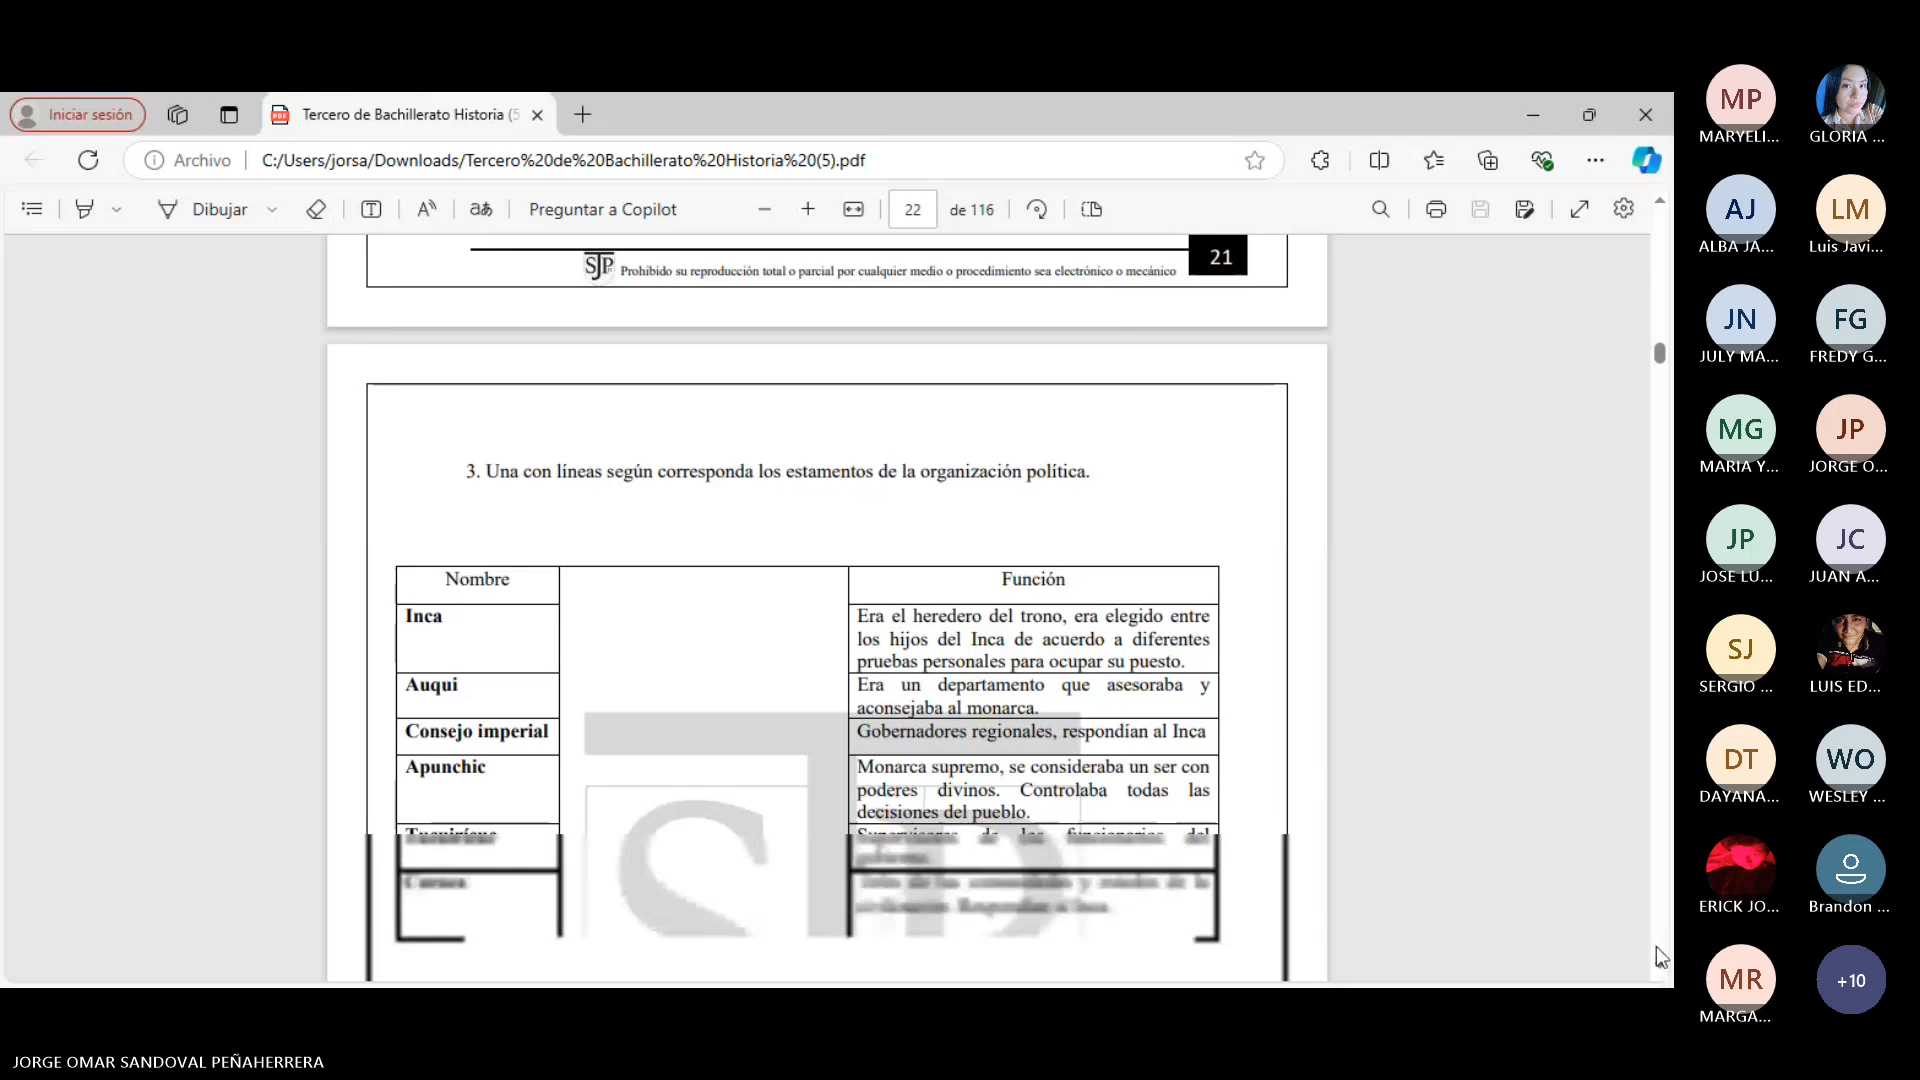 Iniciar sesión
Tercero de Bachillerato Historia (5
Archivo
C:/Users/jorsa/Downloads/Tercero%20de%20Bachillerato%20Historia%20(5).pdf
Dibujar
Preguntar a Copilot
22
de 116
SJP Prohibido su reproducción total o parcial por cualquier medio o procedimiento sea electrónico o mecánico
21
3. Una con líneas según corresponda los estamentos de la organización política.
Nombre
Función
Inca
Era el heredero del trono, era elegido entre
los hijos del Inca de acuerdo a diferentes
pruebas personales para ocupar su puesto.
Auqui
Era un departamento que asesoraba y
aconsejaba al monarca.
Consejo imperial
Gobernadores regionales, respondían al Inca
Apunchic
Monarca supremo, se consideraba un ser con
poderes divinos. Controlaba todas las
decisiones del pueblo.
Supervisores de los funcionarios del
gobierno.
MP
MARYELI...
GLORIA ...
AJ
ALBA JA...
LM
Luis Javi...
JN
JULY MA...
FG
FREDY G...
MG
MARIA Y...
JP
JORGE O...
JP
JOSE LU...
JC
JUAN A...
SJ
SERGIO ...
LUIS ED...
DT
DAYANA...
WO
WESLEY ...
ERICK JO...
Brandon ...
MR
MARGA...
+10
JORGE OMAR SANDOVAL PEÑAHERRERA